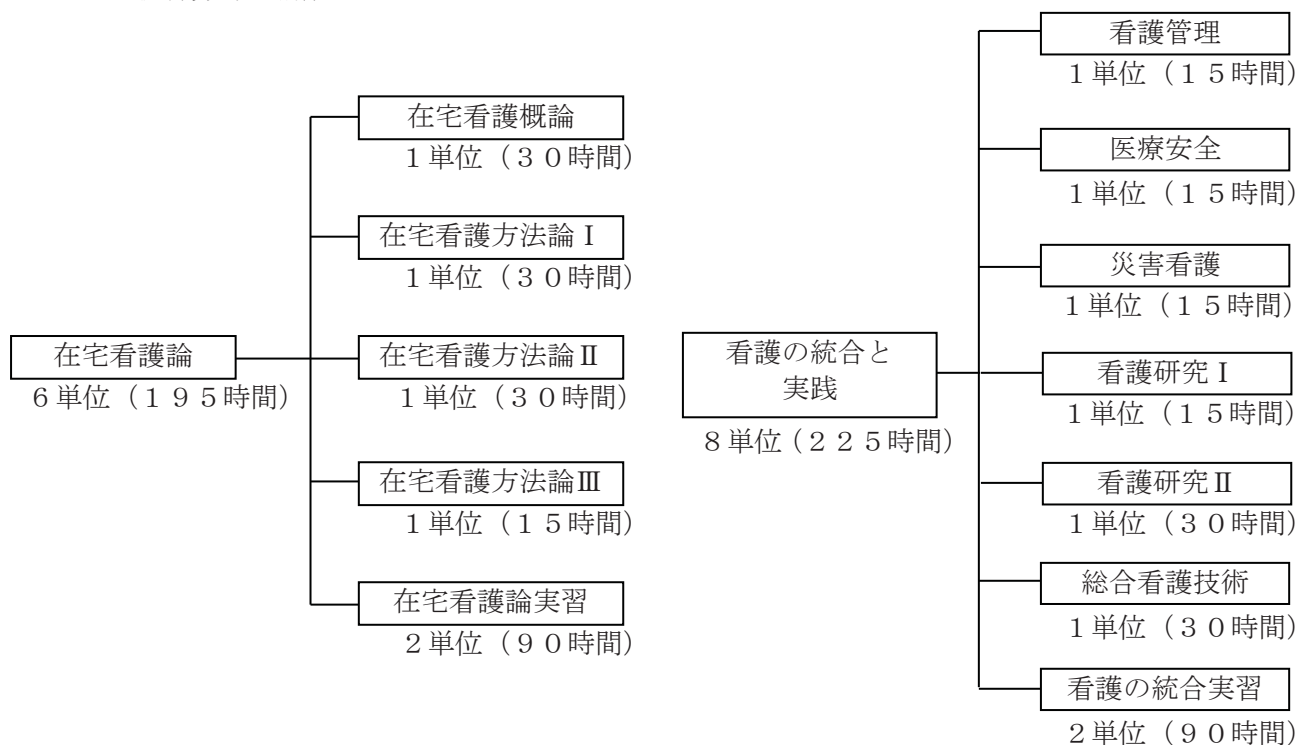 在宅看護論
6単位（195時間）
在宅看護概論
1単位（30時間）
在宅看護方法論Ⅰ
1単位（30時間）
在宅看護方法論Ⅱ
1単位（30時間）
在宅看護方法論Ⅲ
1単位（15時間）
在宅看護論実習
2単位（90時間）
看護の統合と
実践
8単位（225時間）
看護管理
1単位（15時間）
医療安全
1単位（15時間）
災害看護
1単位（15時間）
看護研究Ⅰ
1単位（15時間）
看護研究Ⅱ
1単位（30時間）
総合看護技術
1単位（30時間）
看護の統合実習
2単位（90時間）